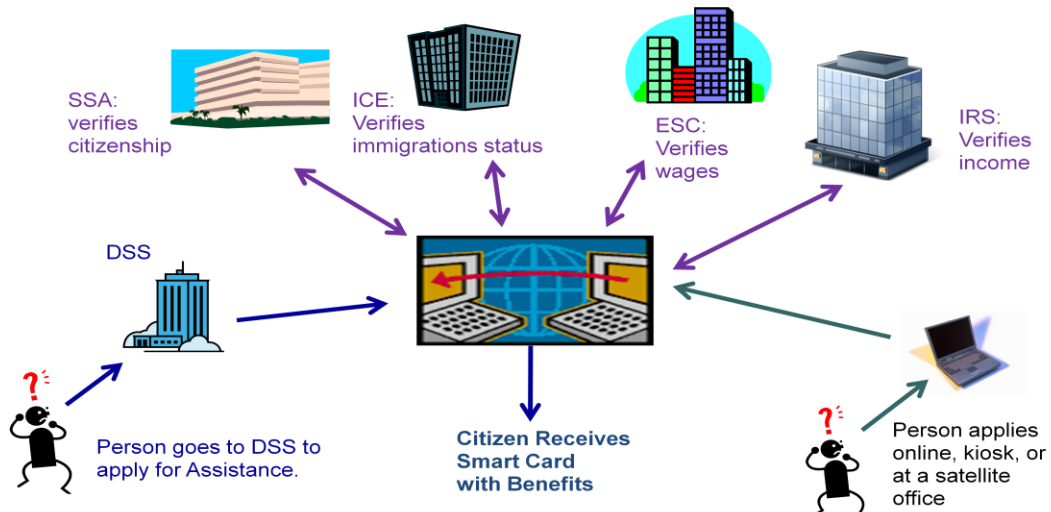 SSA:
verifies
citizenship
ICE:
Verifies
immigrations status
ESC:
Verifies
wages
IRS:
Verifies
income
DSS
?
Person goes to DSS to
apply for Assistance.
Citizen Receives
Smart Card
with Benefits
?
Person applies
online, kiosk, or
at a satellite
office